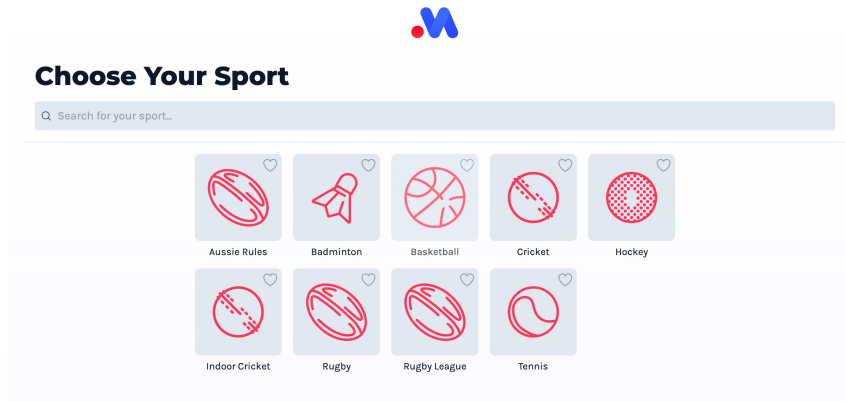 Choose Your Sport
Search for your sport...
Aussie Rules
Badminton
Basketball
Cricket
Hockey
Indoor Cricket
Rugby
Rugby League
Tennis